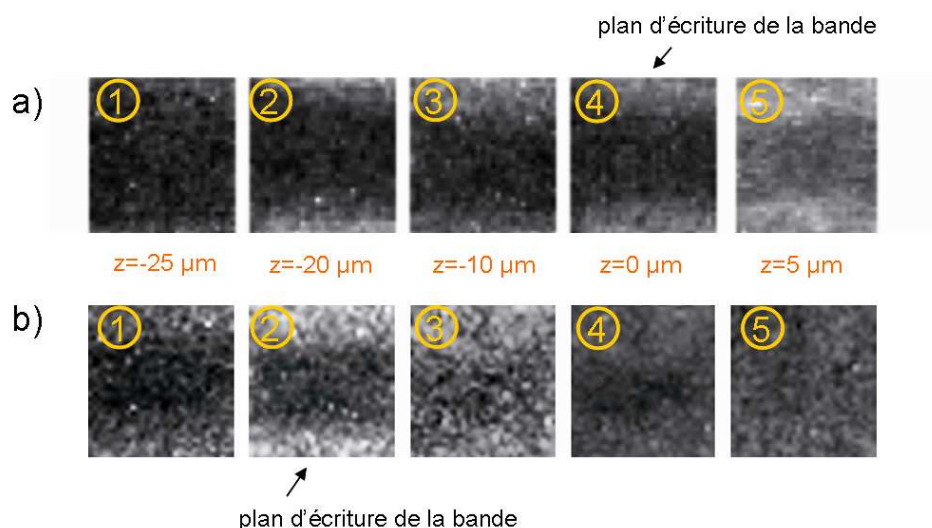 plan d'écriture de la bande
a)
1 2 3 4 5
z=-25 µm z=-20 µm z=-10 µm z=0 µm z=5 µm
b)
1 2 3 4 5
plan d'écriture de la bande